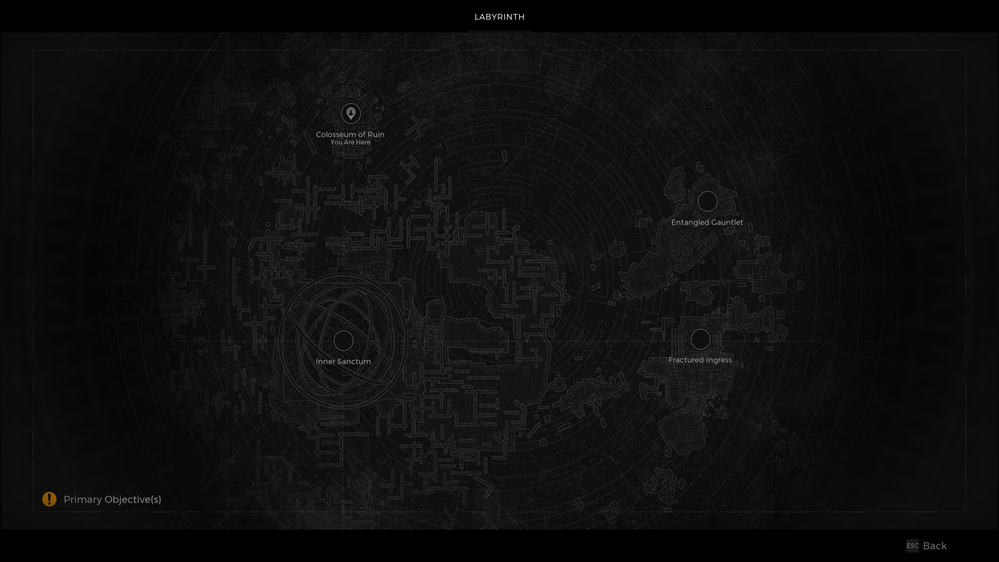 LABYRINTH
Colosseum of Ruin
You Are Here
Entangled Gauntlet
Inner Sanctum
Fractured Ingress
! Primary Objective(s)
ESC Back